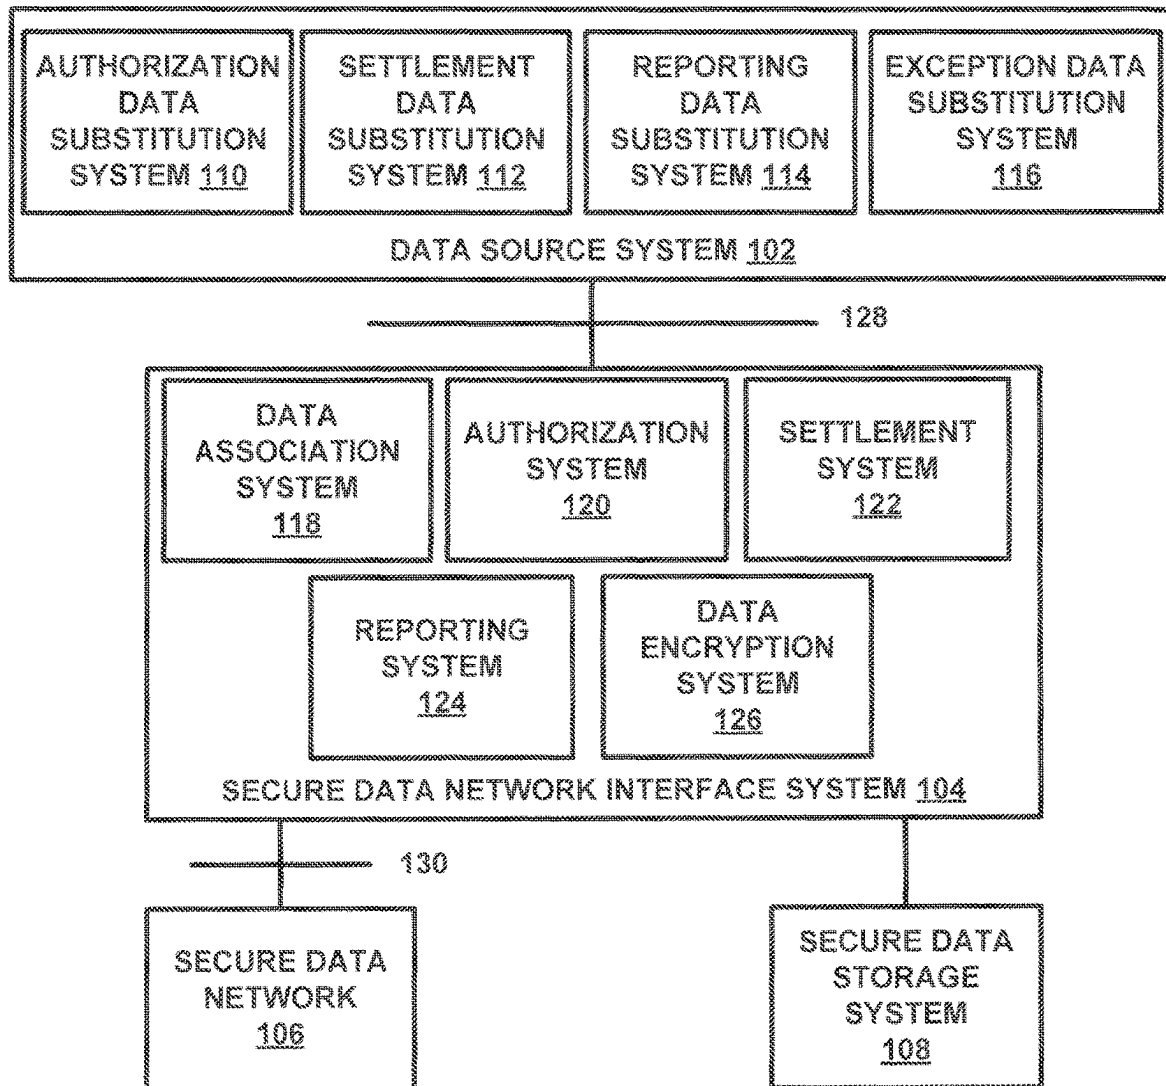 AUTHORIZATION
DATA
SUBSTITUTION
SYSTEM 110
SETTLEMENT
DATA
SUBSTITUTION
SYSTEM 112
REPORTING
DATA
SUBSTITUTION
SYSTEM 114
EXCEPTION DATA
SUBSTITUTION
SYSTEM
116
DATA SOURCE SYSTEM 102
128
DATA
ASSOCIATION
SYSTEM
118
AUTHORIZATION
SYSTEM
120
SETTLEMENT
SYSTEM
122
REPORTING
SYSTEM
124
DATA
ENCRYPTION
SYSTEM
126
SECURE DATA NETWORK INTERFACE SYSTEM 104
130
SECURE DATA
NETWORK
106
SECURE DATA
STORAGE
SYSTEM
108